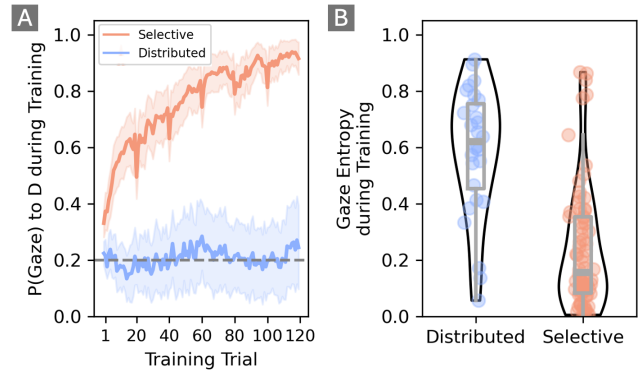 A
P(Gaze) to D during Training
1.0
0.8
0.6
0.4
0.2
0.0
Selective
Distributed
1 20 40 60 80 100 120
Training Trial
B
Gaze Entropy
during Training
1.0
0.8
0.6
0.4
0.2
0.0
Distributed Selective